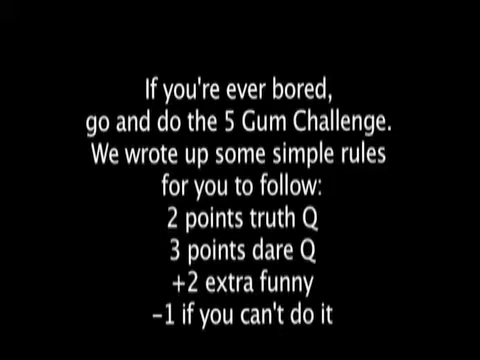 If you're ever bored,
go and do the 5 Gum Challenge.
We wrote up some simple rules
for you to follow:
2 points truth Q
3 points dare Q
+2 extra funny
-1 if you can't do it